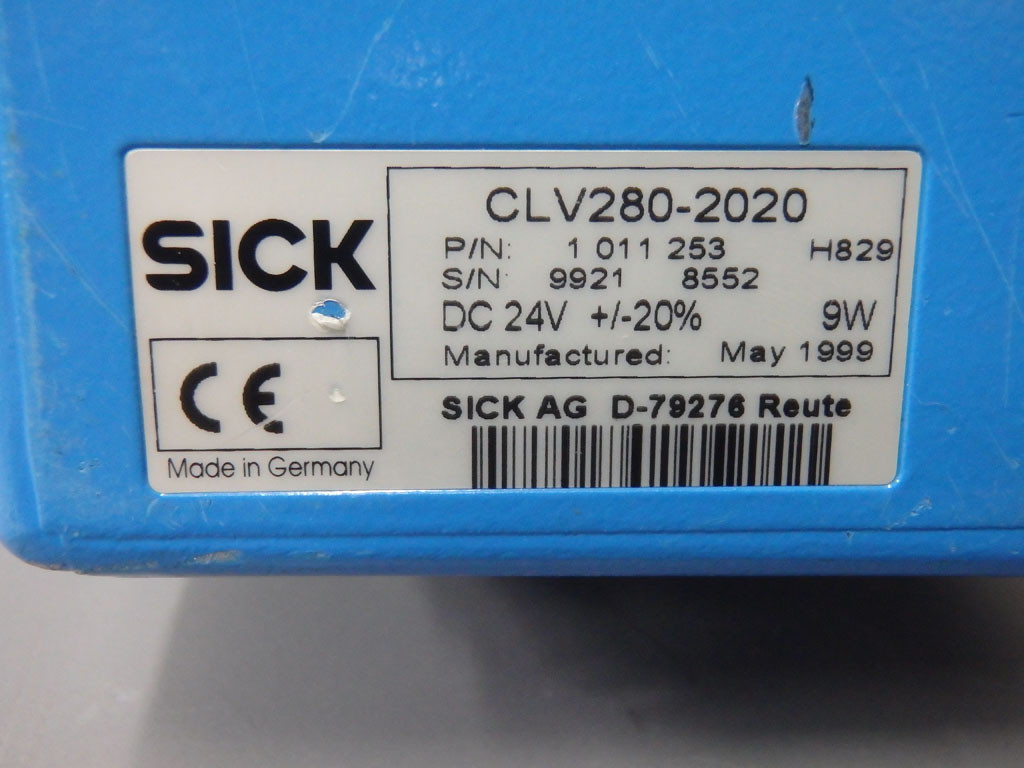 SICK
CLV280-2020
P/N: 1 011 253 H829
S/N: 9921 8552
DC 24V +/-20% 9W
Manufactured: May 1999
CE
SICK AG D-79276 Reute
Made in Germany